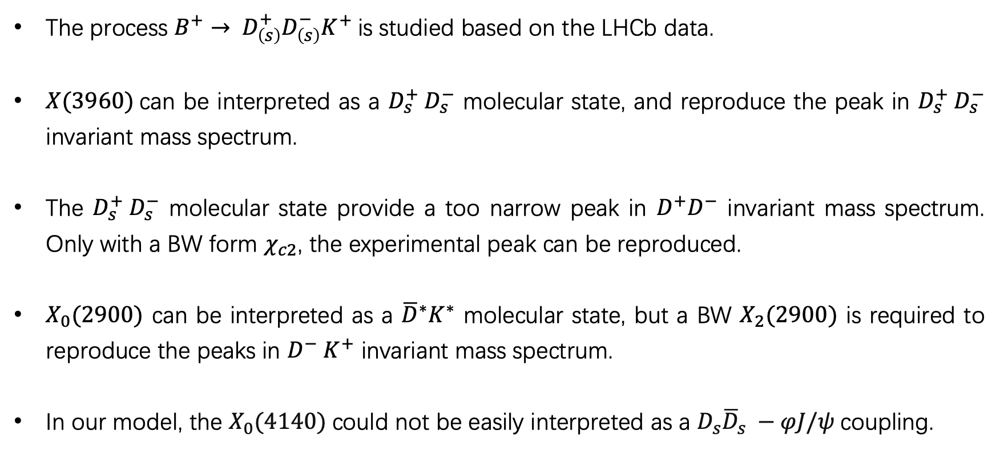 • The process $B^+ \to D_{(s)}^+ D_{(s)}^- K^+$ is studied based on the LHCb data.
• $X(3960)$ can be interpreted as a $D_s^+ D_s^-$ molecular state, and reproduce the peak in $D_s^+ D_s^-$
invariant mass spectrum.
• The $D_s^+ D_s^-$ molecular state provide a too narrow peak in $D^+ D^-$ invariant mass spectrum.
Only with a BW form $\chi_{c2}$, the experimental peak can be reproduced.
• $X_0(2900)$ can be interpreted as a $\overline{D}^* K^*$ molecular state, but a BW $X_2(2900)$ is required to
reproduce the peaks in $D^- K^+$ invariant mass spectrum.
• In our model, the $X_0(4140)$ could not be easily interpreted as a $D_s \overline{D}_s - \varphi J/\psi$ coupling.